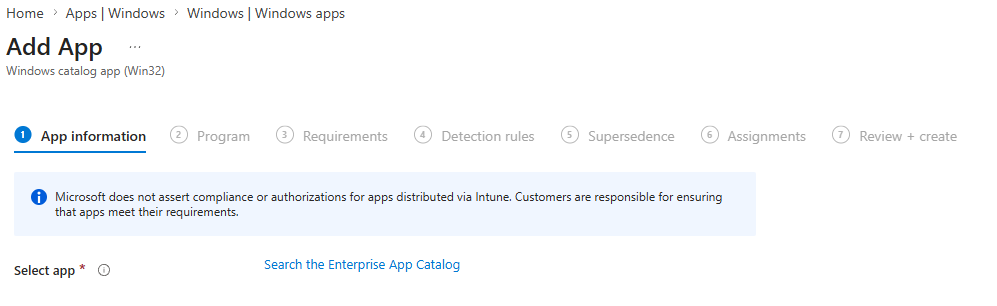 Home > Apps | Windows > Windows | Windows apps
Add App ...
Windows catalog app (Win32)
1 App information 2 Program 3 Requirements 4 Detection rules 5 Supersedence 6 Assignments 7 Review + create
Microsoft does not assert compliance or authorizations for apps distributed via Intune. Customers are responsible for ensuring
that apps meet their requirements.
Select app * Search the Enterprise App Catalog